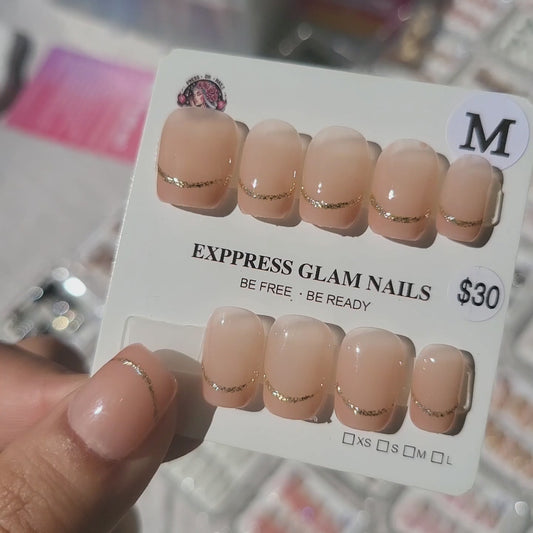 M
EXPPRESS GLAM NAILS
$30
BE FREE. · BE READY
XS S M L